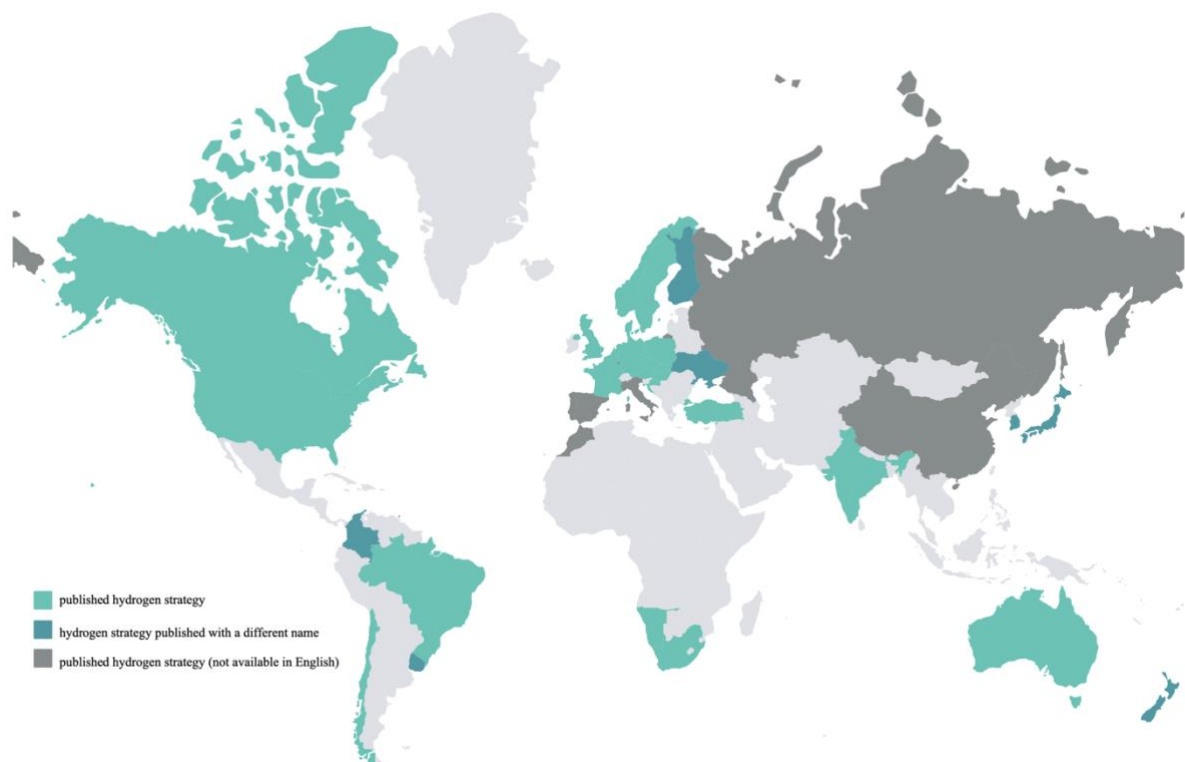 published hydrogen strategy
hydrogen strategy published with a different name
published hydrogen strategy (not available in English)